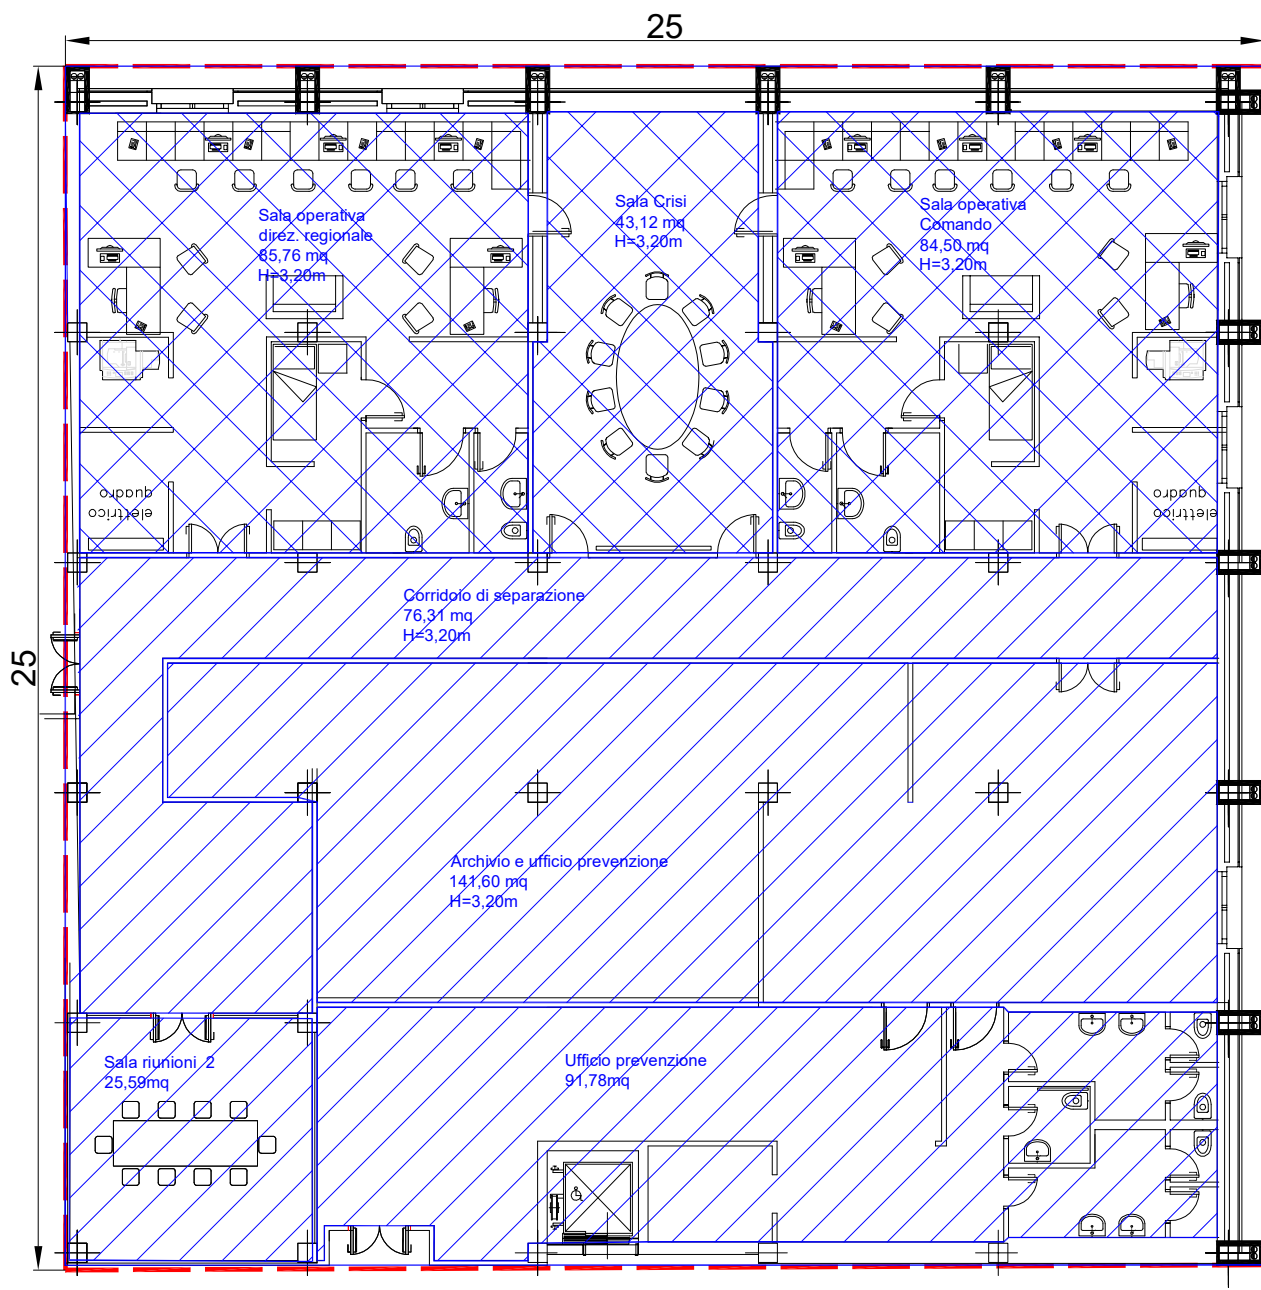 25
Sala operativa
direz. regionale
85,76 mq
H=3,20m
Sala Crisi
43,12 mq
H=3,20m
Sala operativa
Comando
84,50 mq
H=3,20m
quadro
elettrico
quadro
elettrico
Corridoio di separazione
76,31 mq
H=3,20m
25
Archivio e ufficio prevenzione
141,60 mq
H=3,20m
Sala riunioni 2
25,59mq
Ufficio prevenzione
91,78mq